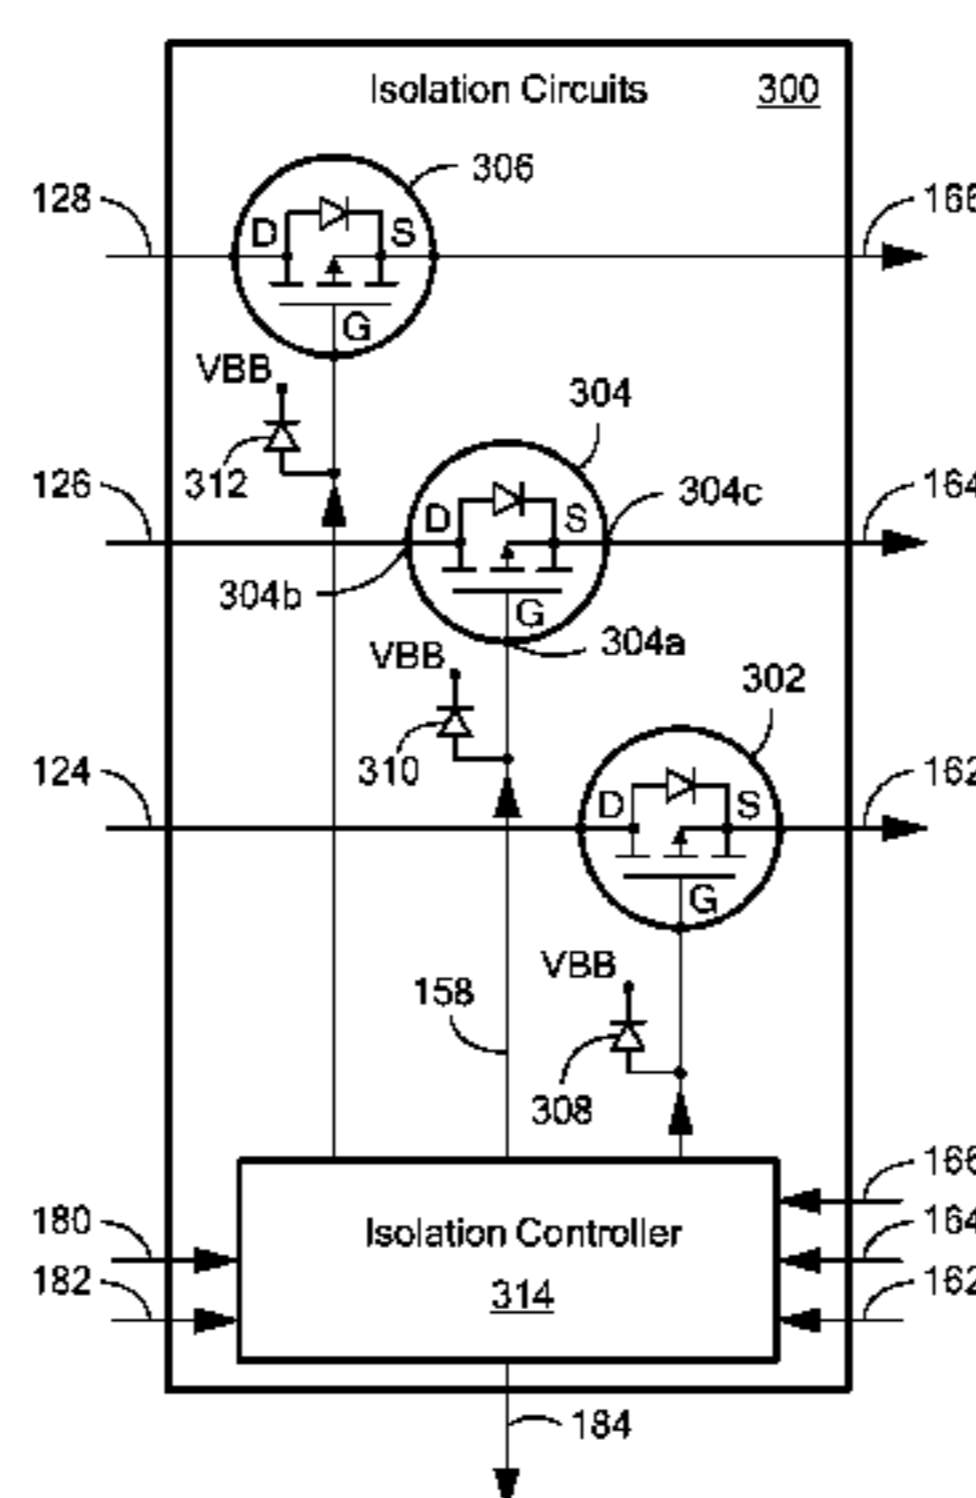 Isolation Circuits 300
306
128
166
D S
G
VBB
304
312
126
304c
164
D S
304b
G
304a
VBB
302
310
124
162
D S
G
VBB
158
308
166
180
Isolation Controller
164
182
314
162
184